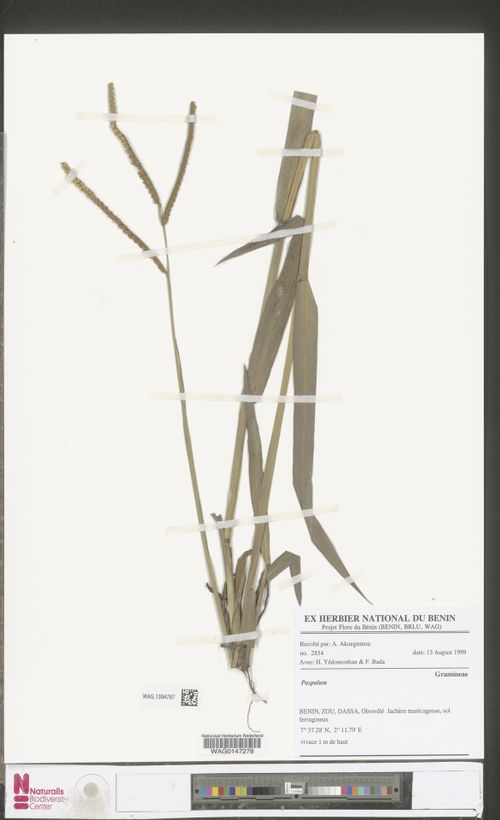 EX HERBIER NATIONAL DU BENIN
Projet Flore du Bénin (BENIN, BRLU, WAG)
Recolté par: A. Akoegninou
no. 2854 date: 13 August 1999
Avec: H. Yédomonhan & F. Bada
Gramineae
Paspalum
BENIN, ZOU, DASSA, Gbowélé Jachère marécageuse, sol
ferrugineux
7° 37.28' N, 2° 11.79' E
vivace 1 m de haut
WAG.1394787
Nationaal Herbarium Nederland
WAG0147278
Naturalis
Biodiversity
Center